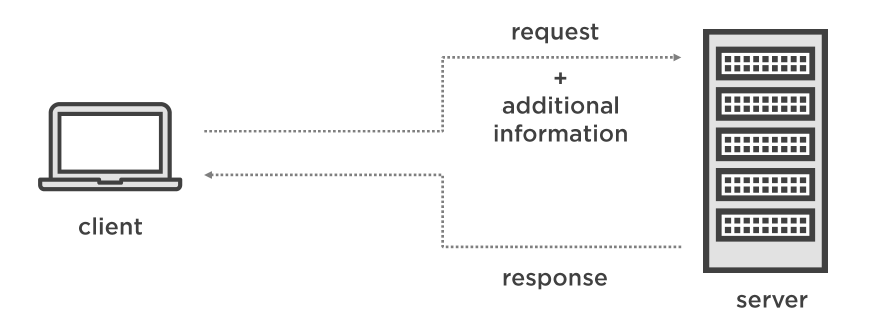 request
+
additional
information
client
response
server